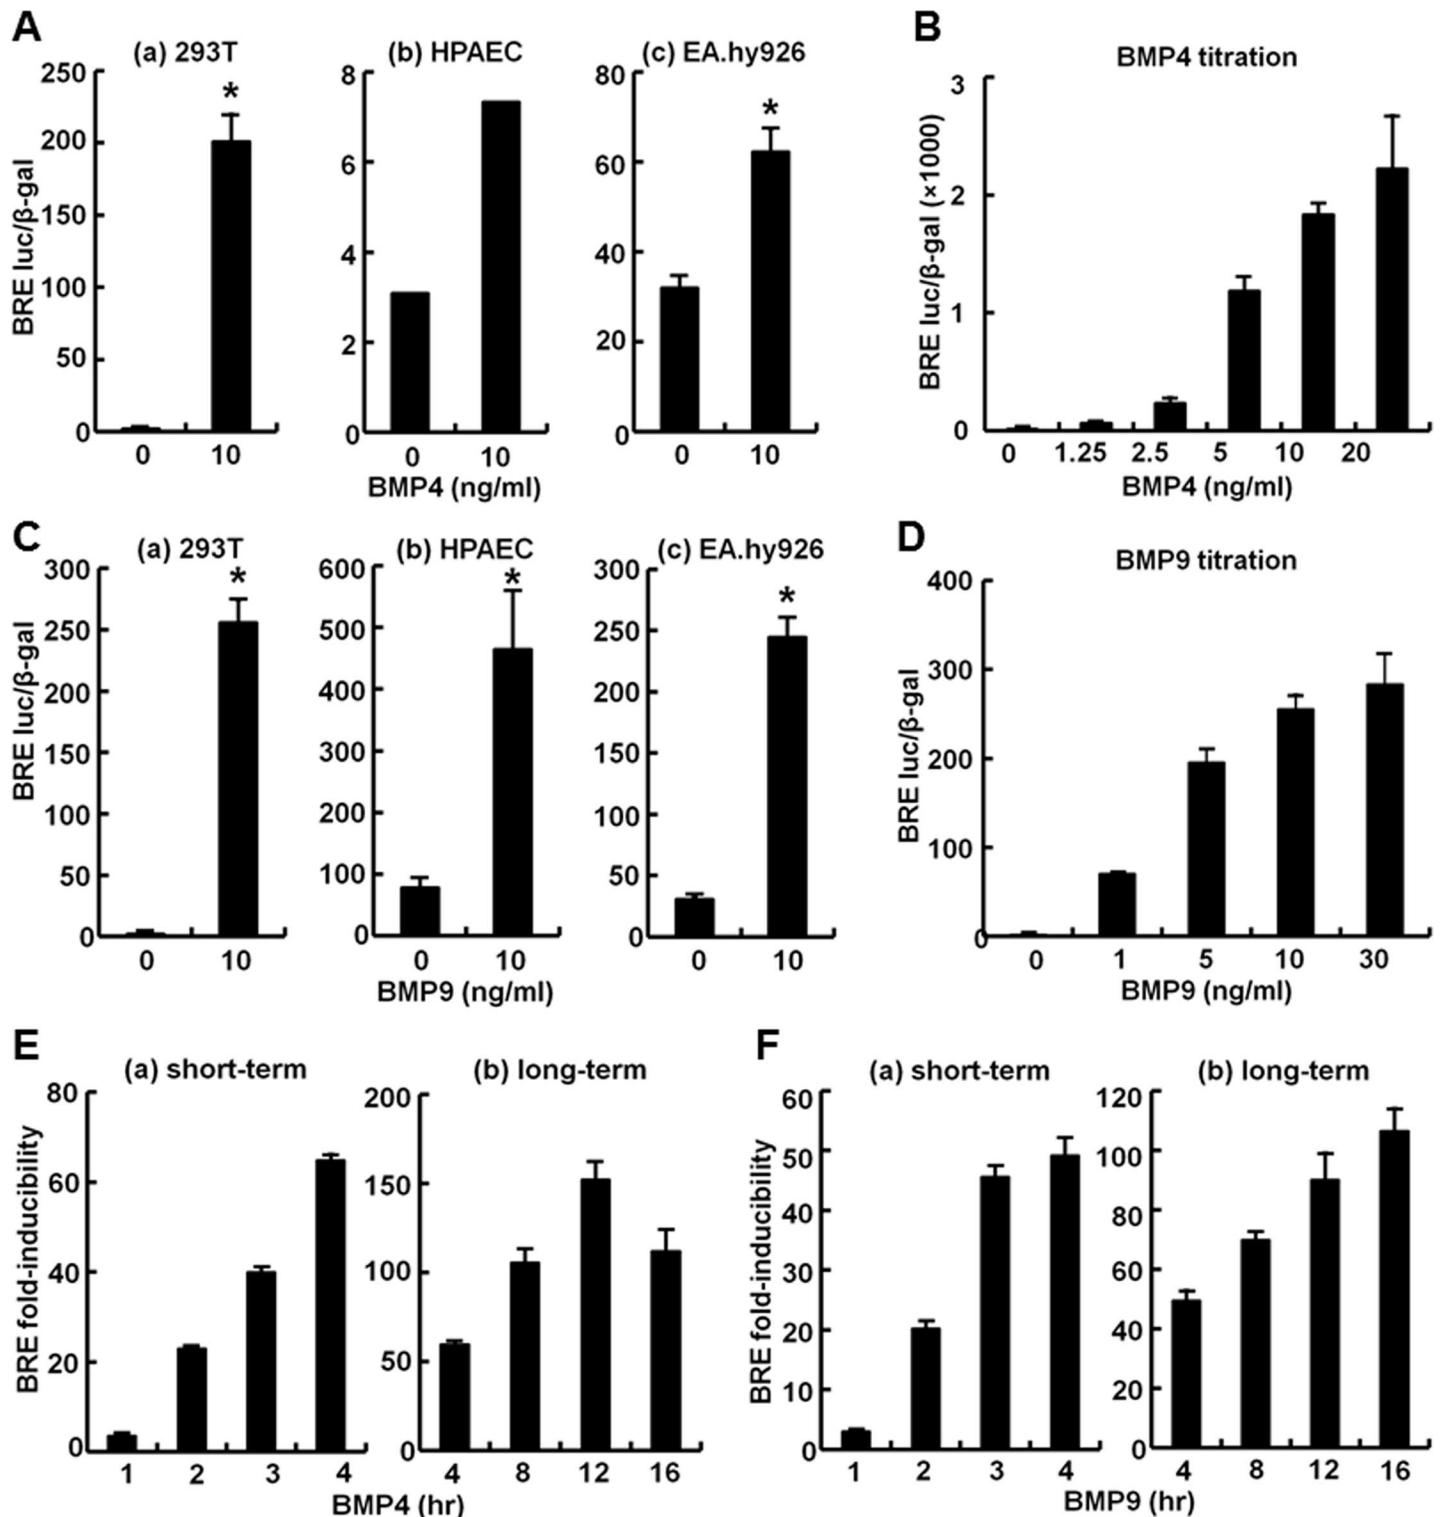 A
(a) 293T
(b) HPAEC
(c) EA.hy926
BRE luc/β-gal
250
200
150
100
50
0
*
0 10
8
6
4
2
0
0 10
80
60
40
20
0
*
0 10
BMP4 (ng/ml)
B
BMP4 titration
BRE luc/β-gal (×1000)
3
2
1
0
0 1.25 2.5 5 10 20
BMP4 (ng/ml)
C
(a) 293T
(b) HPAEC
(c) EA.hy926
BRE luc/β-gal
300
250
200
150
100
50
0
*
0 10
600
500
400
300
200
100
0
*
0 10
300
250
200
150
100
50
0
*
0 10
BMP9 (ng/ml)
D
BMP9 titration
BRE luc/β-gal
400
300
200
100
0
0 1 5 10 30
BMP9 (ng/ml)
E
(a) short-term
(b) long-term
BRE fold-inducibility
80
60
40
20
0
1 2 3 4
200
150
100
50
0
4 8 12 16
BMP4 (hr)
F
(a) short-term
(b) long-term
BRE fold-inducibility
60
50
40
30
20
10
0
1 2 3 4
120
100
80
60
40
20
0
4 8 12 16
BMP9 (hr)